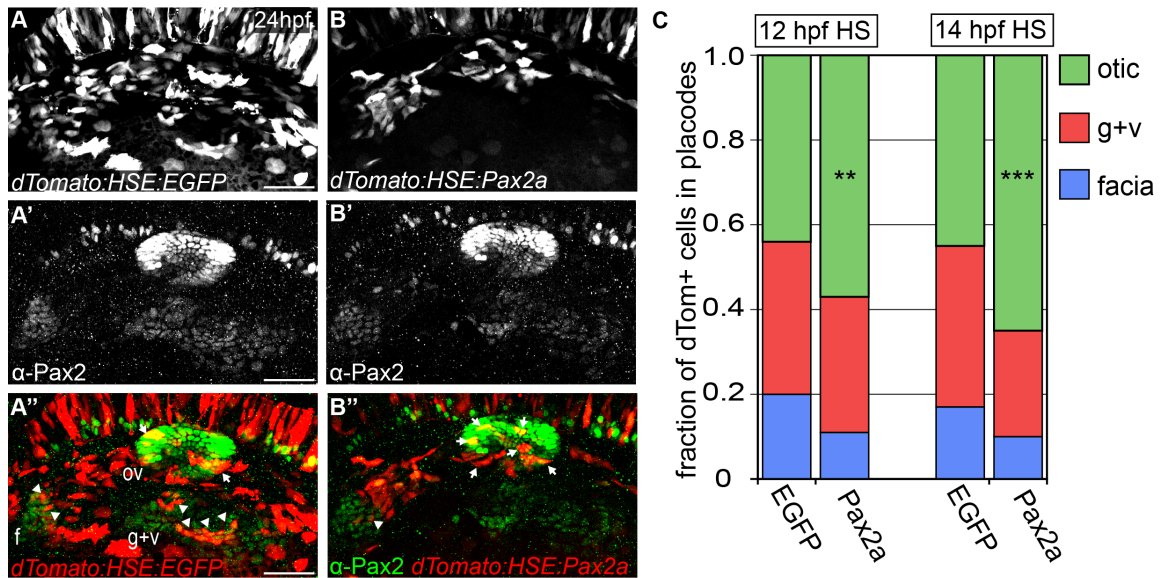 A
24hpf
dTomato:HSE:EGFP
B
dTomato:HSE:Pax2a
A'
α-Pax2
B'
α-Pax2
A''
ov
f
g+v
dTomato:HSE:EGFP
B''
α-Pax2 dTomato:HSE:Pax2a
C
12 hpf HS
14 hpf HS
fraction of dTom+ cells in placodes
1.0
0.8
0.6
0.4
0.2
0
**
***
EGFP
Pax2a
EGFP
Pax2a
otic
g+v
facia